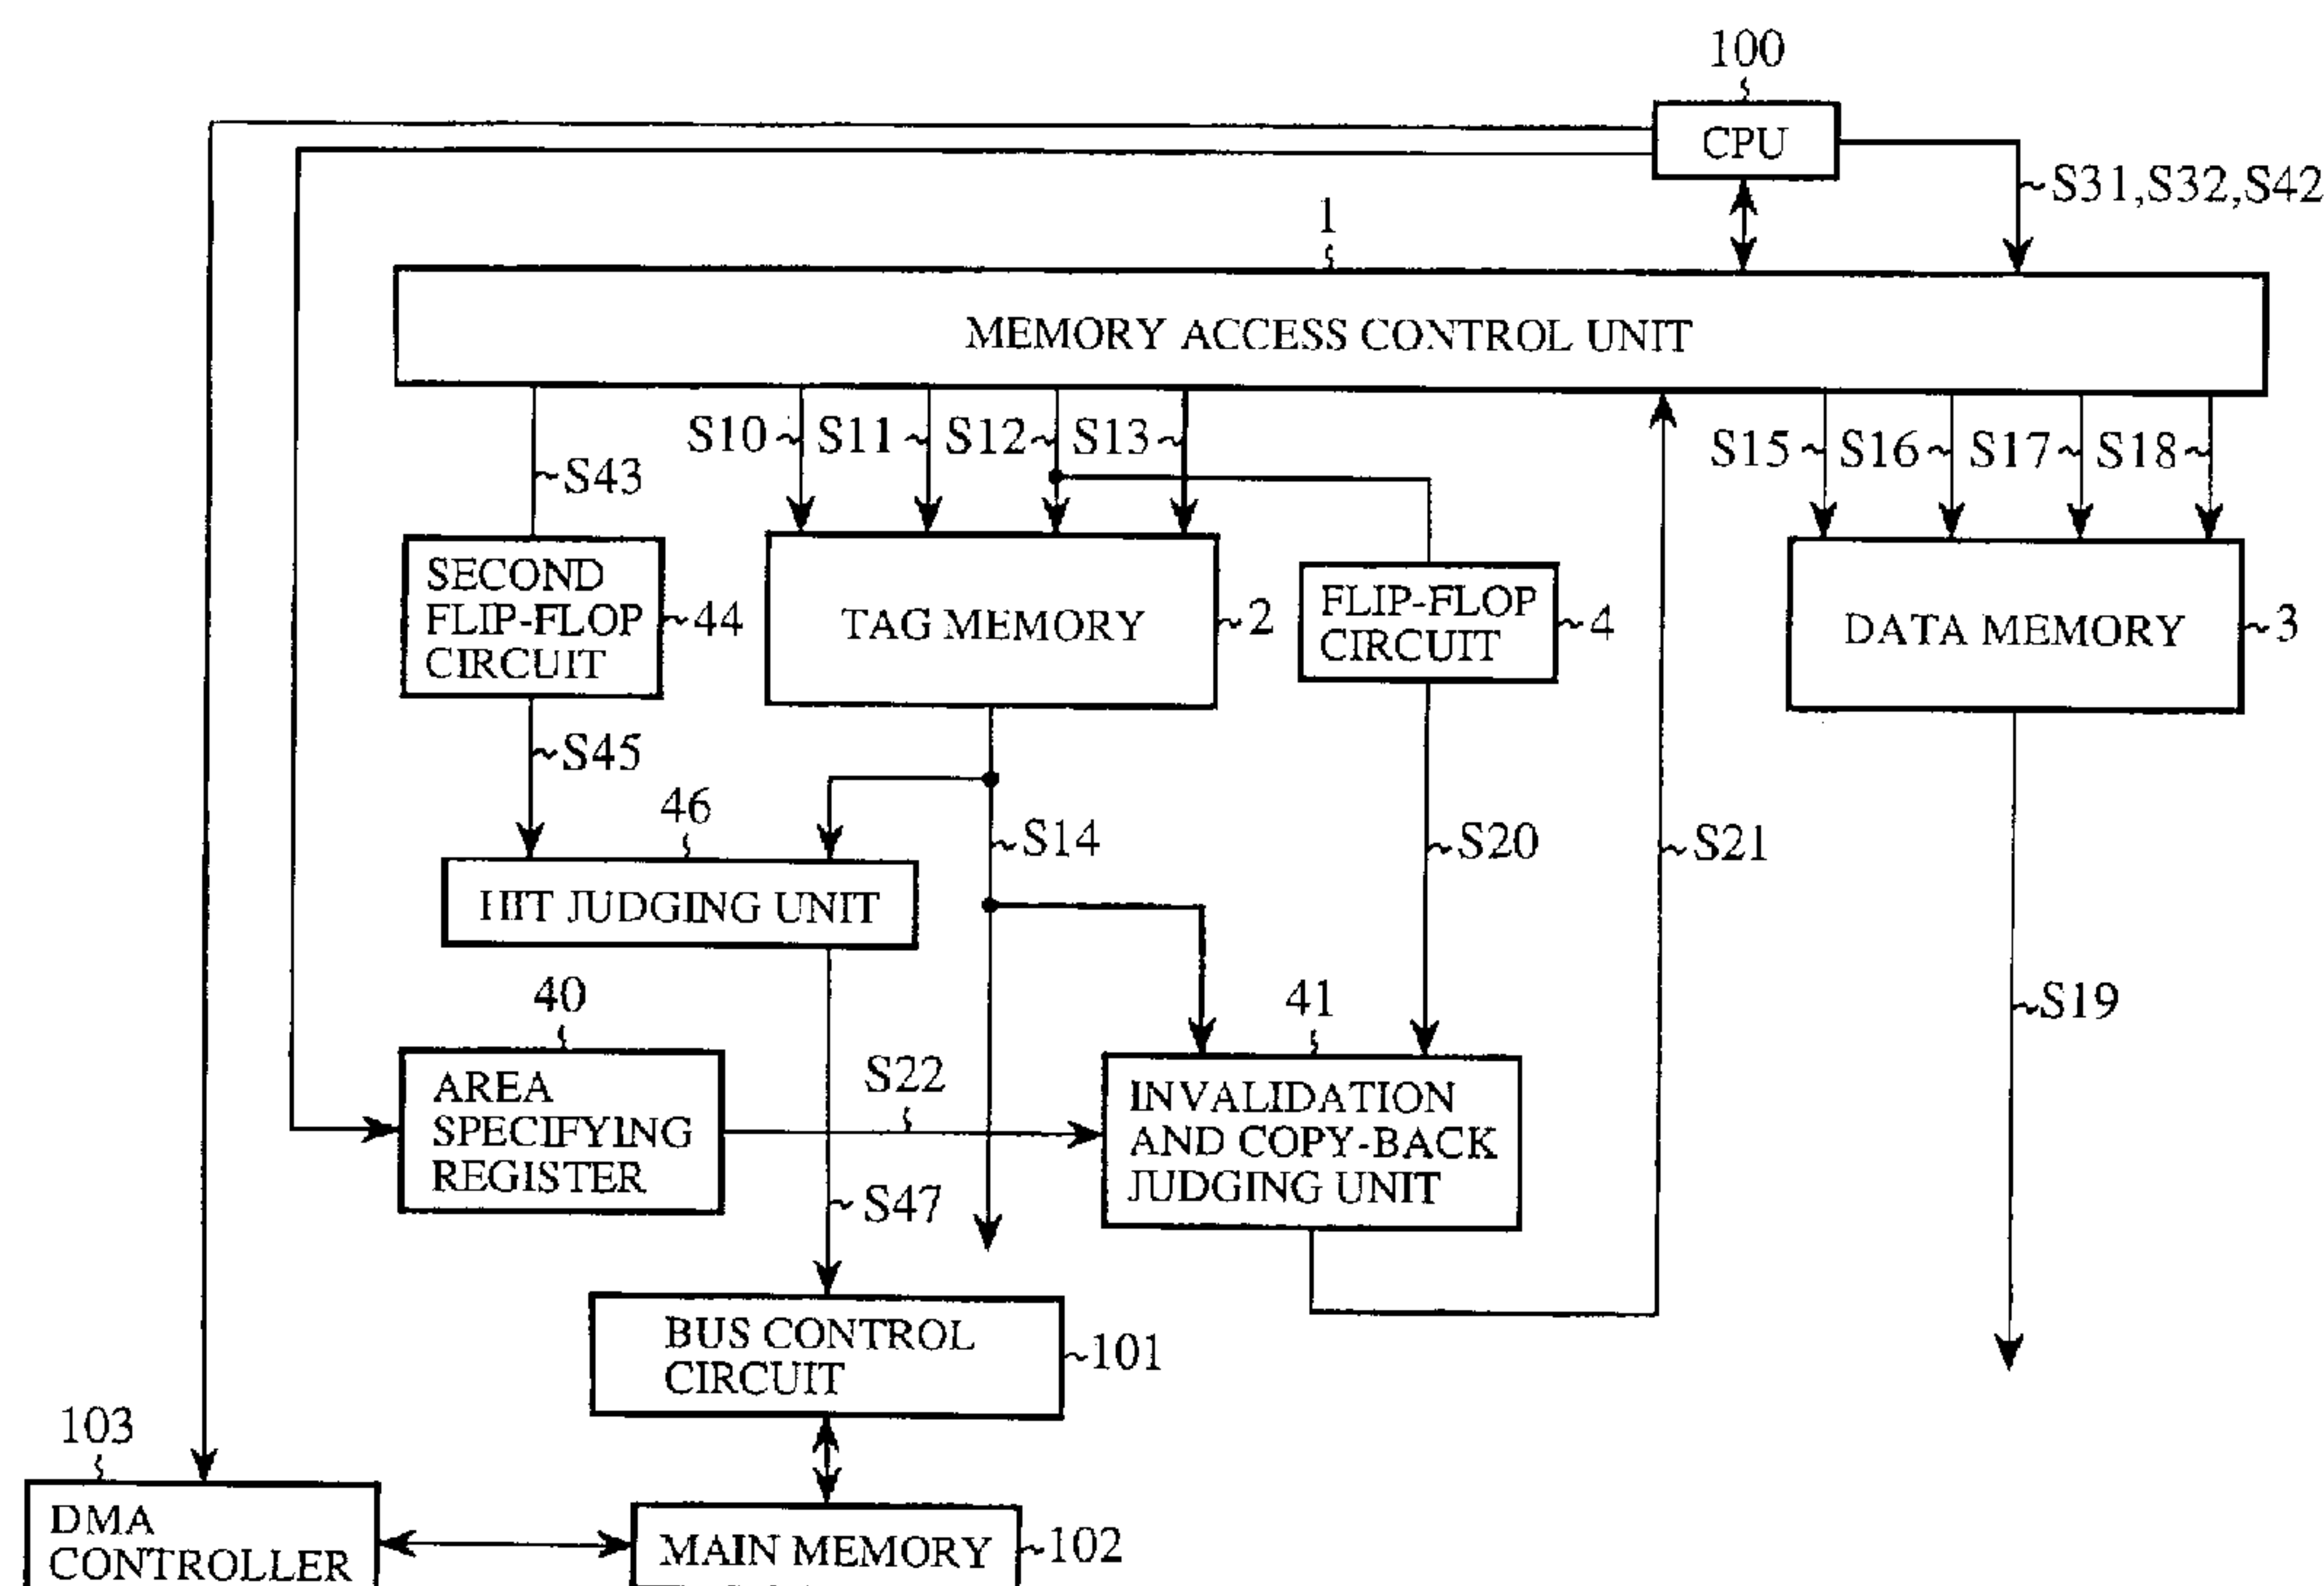 100
CPU
S31,S32,S42
1
MEMORY ACCESS CONTROL UNIT
S10
S11
S12
S13
S15
S16
S17
S18
S43
SECOND
FLIP-FLOP
CIRCUIT
44
TAG MEMORY
2
FLIP-FLOP
CIRCUIT
4
DATA MEMORY
3
S45
46
S14
S20
S21
HIT JUDGING UNIT
40
41
S19
AREA
SPECIFYING
REGISTER
S22
INVALIDATION
AND COPY-BACK
JUDGING UNIT
S47
BUS CONTROL
CIRCUIT
101
103
DMA
CONTROLLER
MAIN MEMORY
102